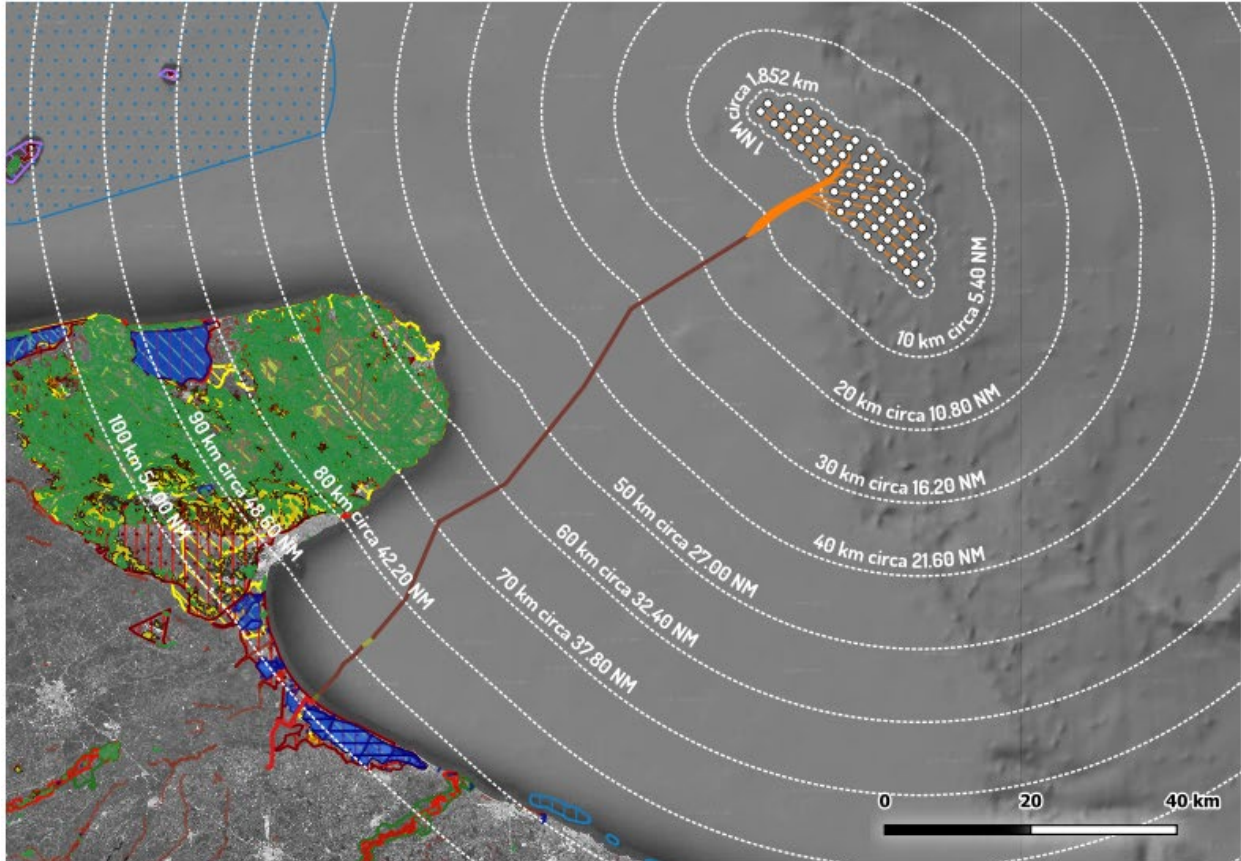 1 NM circa 1.852 km
10 km circa 5.40 NM
20 km circa 10.80 NM
30 km circa 16.20 NM
40 km circa 21.60 NM
50 km circa 27.00 NM
60 km circa 32.40 NM
70 km circa 37.80 NM
80 km circa 42.20 NM
90 km circa 48.60 NM
100 km 54.00 NM
0 20 40 km